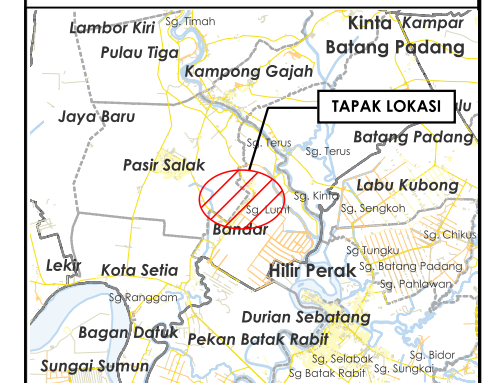 Lambor Kiri
Sg. Timah
Kinta Kampar
Pulau Tiga
Batang Padang
Kampong Gajah
TAPAK LOKASI
Jaya Baru
Sg. Terus
Batang Padang
Sg. Terus
Pasir Salak
Labu Kubong
Sg. Kinta
Sg. Lumt
Sg. Sengkoh
Bandar
Sg. Chikus
Sg Tungku
Lekir
Kota Setia
Hilir Perak
Sg. Batang Padang
Sg. Pahlawan
Sg Ranggam
Durian Sebatang
Bagan Datuk
Pekan Batak Rabit
Sungai Sumun
Sg. Selabak
Sg. Bidor
Sg Batak Rabit
Sg. Sungkai